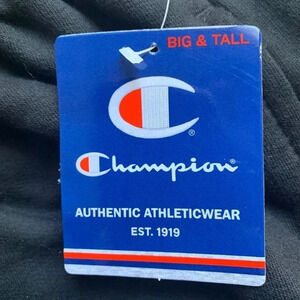 BIG & TALL
C®
Champion®
AUTHENTIC ATHLETICWEAR
EST. 1919